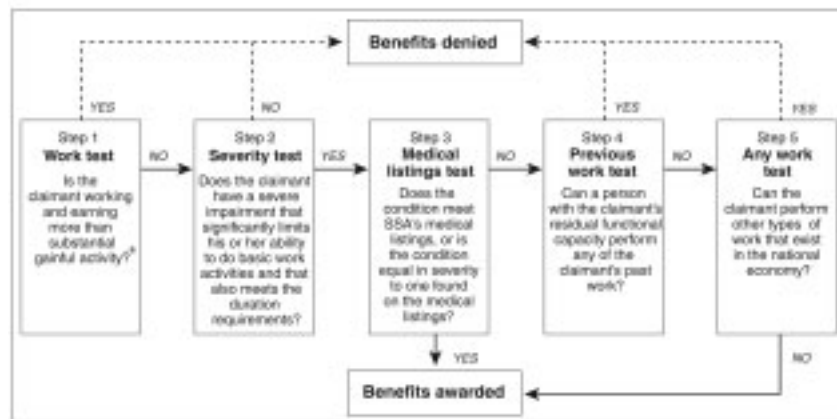 Benefits denied
YES
NO
YES
YES
Step 1
Work test
Is the
claimant working
and earning
more than
substantial
gainful activity?*
NO
Step 2
Severity test
Does the claimant
have a severe
impairment that
significantly limits
his or her ability
to do basic work
activities and that
also meets the
duration
requirements?
YES
Step 3
Medical
listings test
Does the
condition meet
SSA's medical
listings, or is
the condition
equal in severity
to one found
on the medical
listings?
NO
Step 4
Previous
work test
Can a person
with the claimant's
residual functional
capacity perform
any of the
claimant's past
work?
NO
Step 5
Any work
test
Can the
claimant perform
other types of
work that exist
in the national
economy?
YES
NO
Benefits awarded